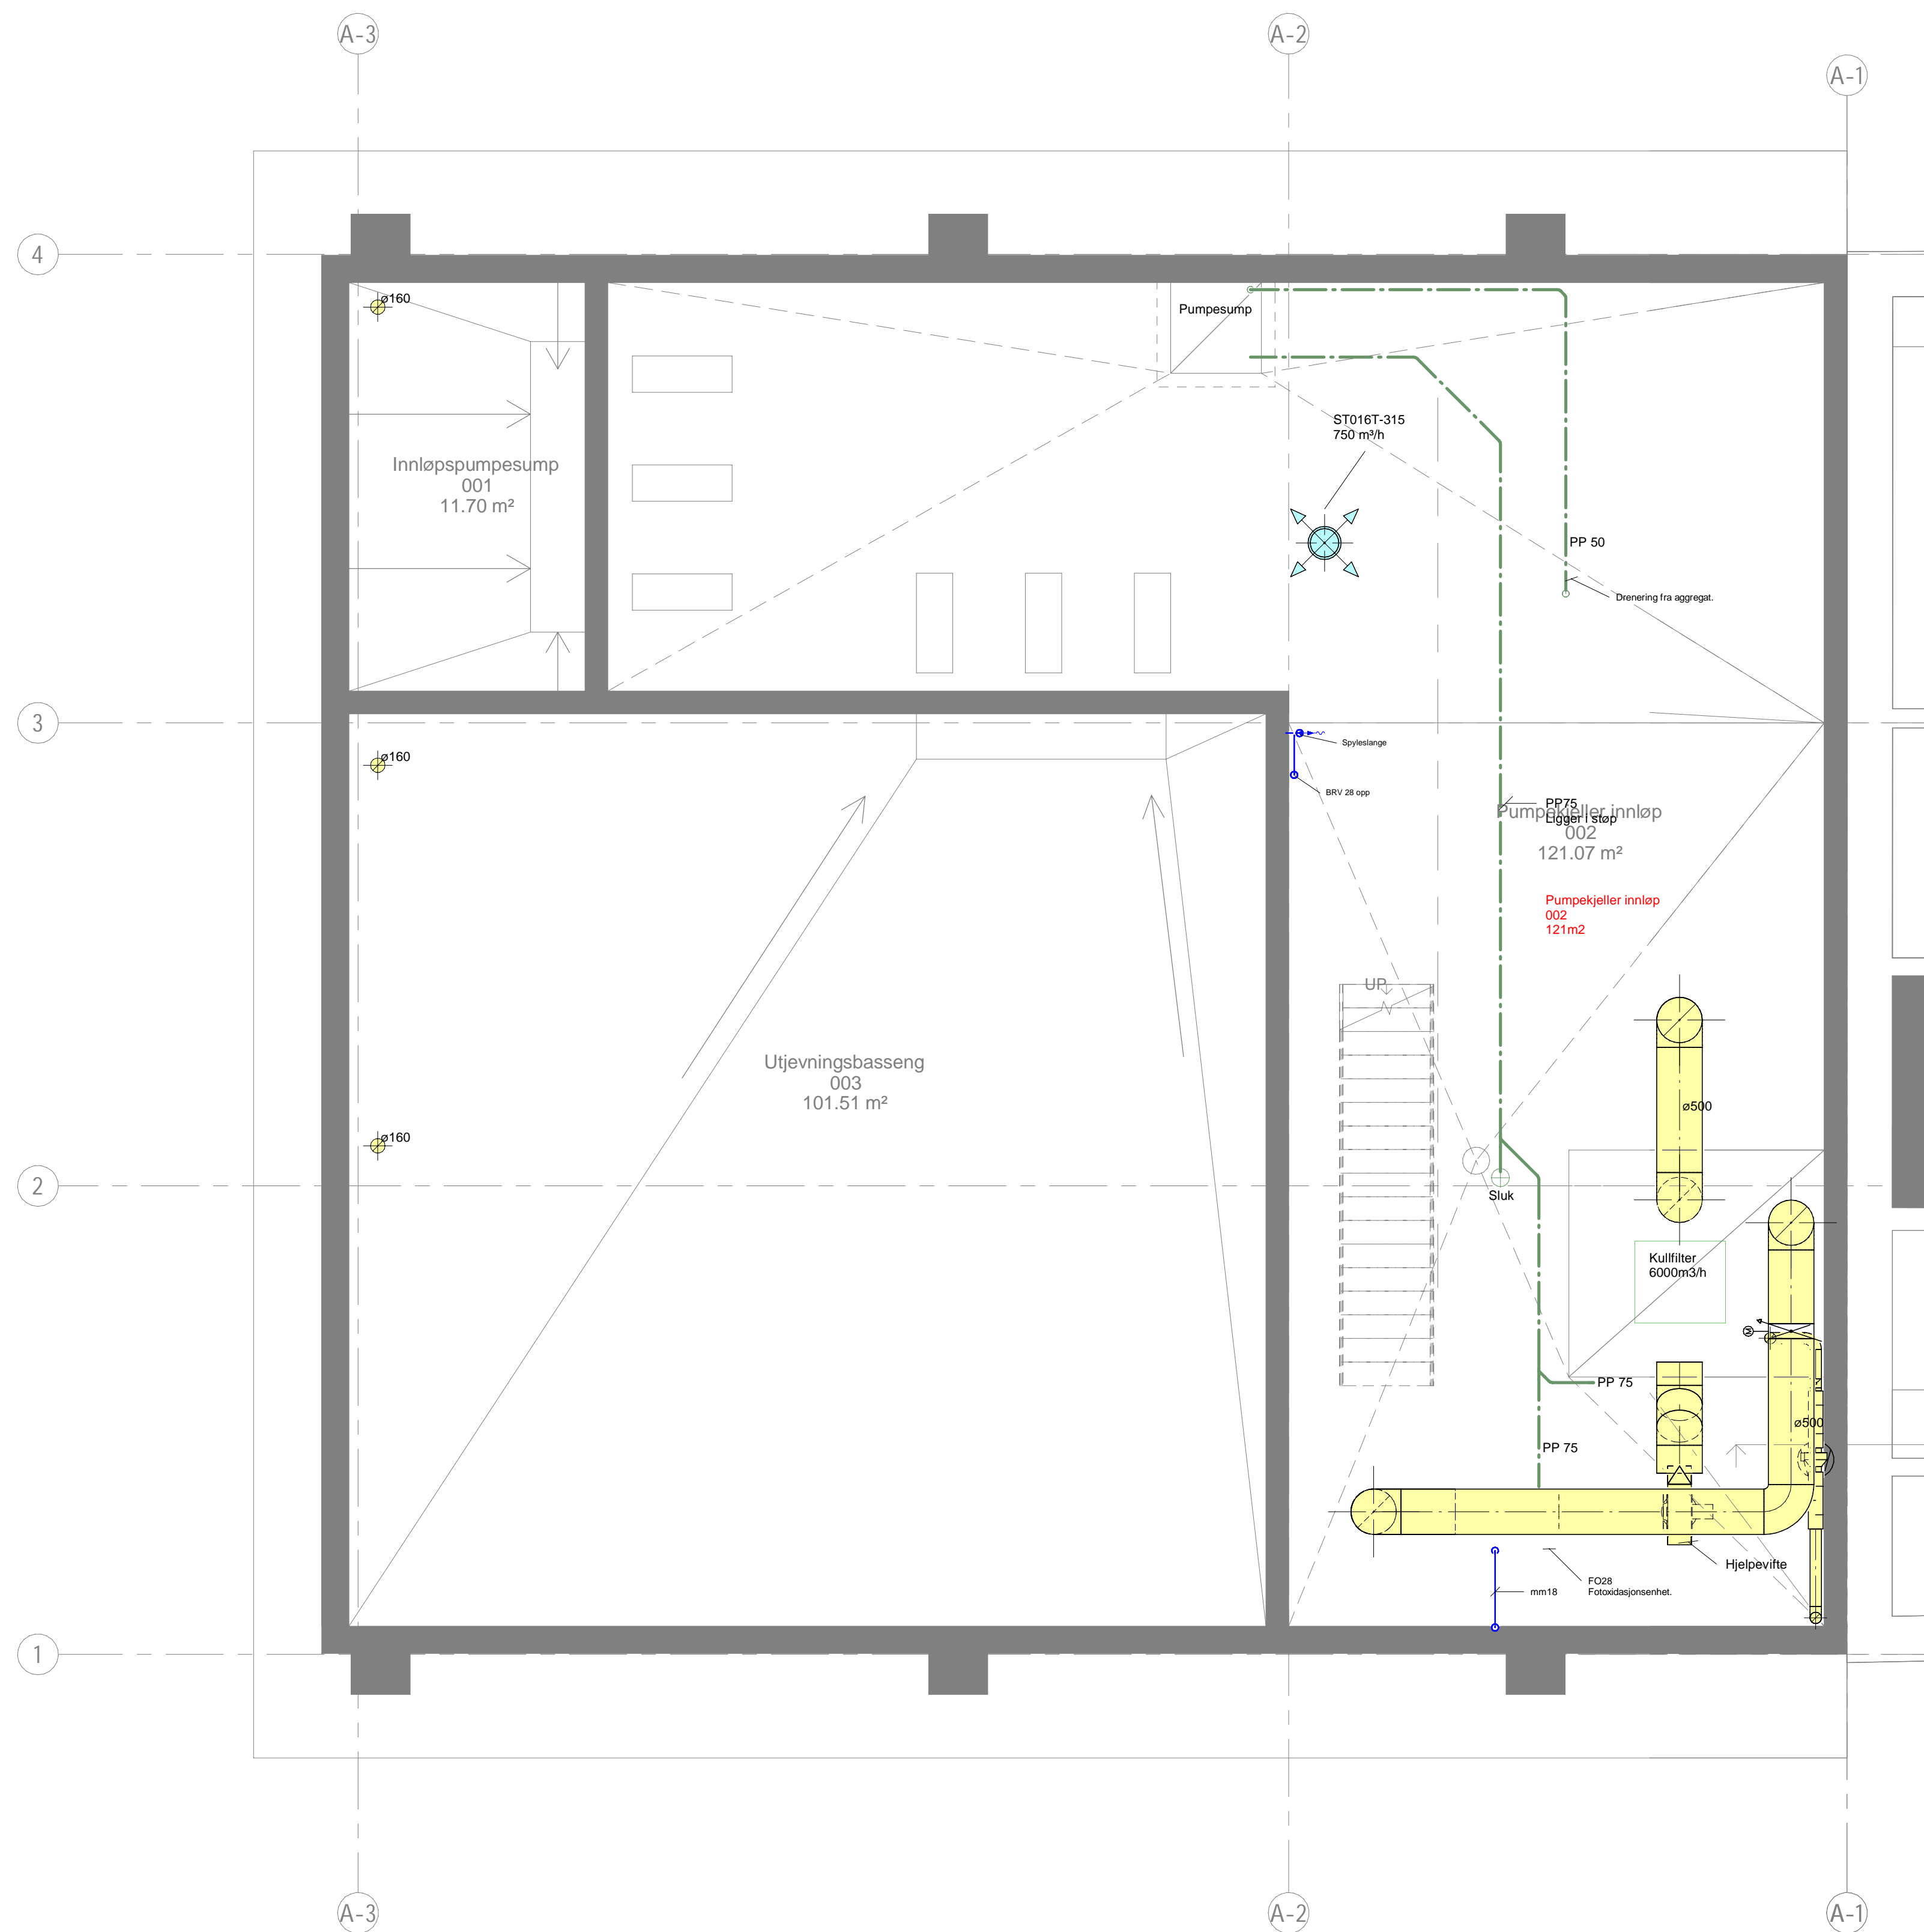 A-3
A-2
A-1
4
ø160
Pumpesump
ST016T-315
750 m³/h
Innløpspumpesump
001
11.70 m²
PP 50
Drenering fra aggregat.
3
Spyleslange
ø160
BRV 28 opp
PP75
Ligger i støp
Pumpekjeller innløp
002
121.07 m²
Pumpekjeller innløp
002
121m2
UP
Utjevningsbasseng
003
101.51 m²
ø500
ø160
2
Sluk
Kullfilter
6000m3/h
M
PP 75
ø500
PP 75
Hjelpevifte
FO28
Fotoxidasjonsenhet.
mm18
1
A-3
A-2
A-1